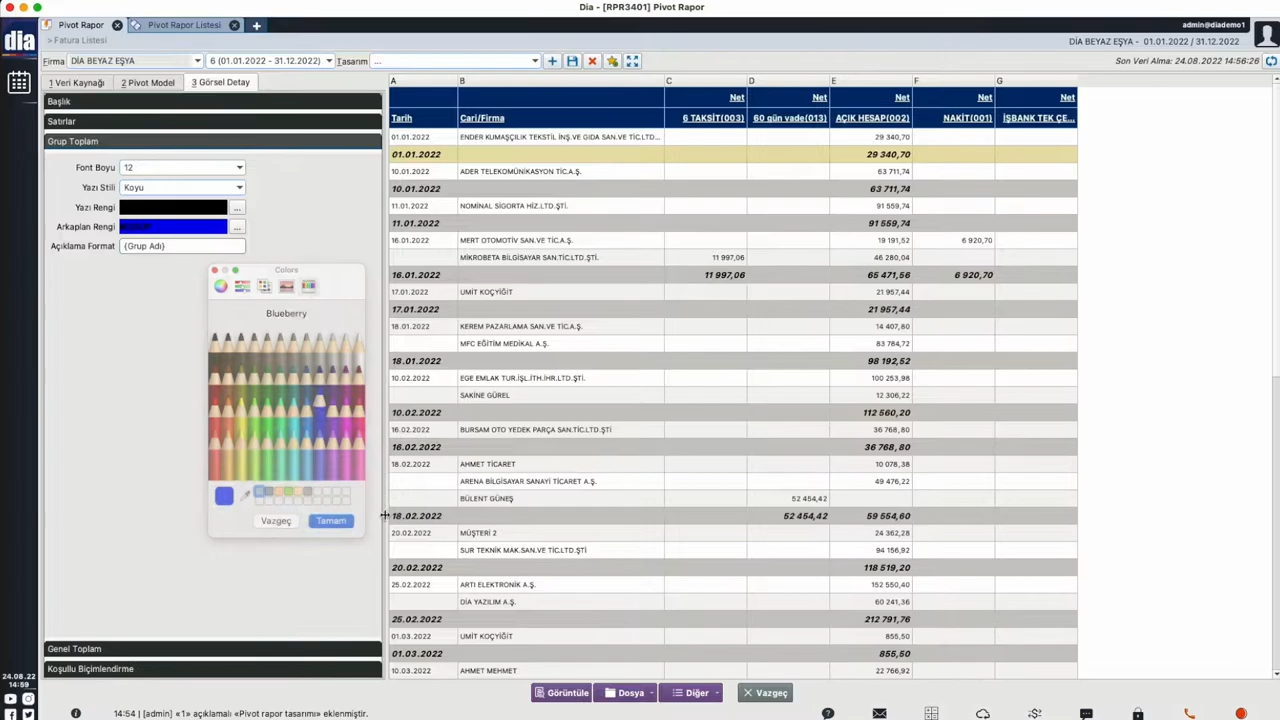 Dia - [RPR3401] Pivot Rapor
Pivot Rapor
Pivot Rapor Listesi
admin@diademo1
dia
> Fatura Listesi
DİA BEYAZ EŞYA - 01.01.2022 / 31.12.2022
Firma DİA BEYAZ EŞYA 6 (01.01.2022 - 31.12.2022) Tasarım ...
Son Veri Alma: 24.08.2022 14:56:26
1 Veri Kaynağı 2 Pivot Model 3 Görsel Detay
Başlık
Satırlar
Grup Toplam
Font Boyu 12
Yazı Stili Koyu
Yazı Rengi ...
Arkaplan Rengi ...
Açıklama Format {Grup Adı}
Colors
Blueberry
Vazgeç Tamam
Genel Toplam
Koşullu Biçimlendirme
A B C D E F G
Net Net Net Net Net
Tarih Cari/Firma 6 TAKSİT(003) 60 gün vade(013) AÇIK HESAP(002) NAKİT(001) İŞBANK TEK ÇE...
01.01.2022 ENDER KUMAŞÇILIK TEKSTİL İNŞ.VE GIDA SAN.VE TİC.LTD... 29 340,70
01.01.2022 29 340,70
10.01.2022 ADER TELEKOMÜNİKASYON TİC.A.Ş. 63 711,74
10.01.2022 63 711,74
11.01.2022 NOMİNAL SİGORTA HİZ.LTD.ŞTİ. 91 559,74
11.01.2022 91 559,74
16.01.2022 MERT OTOMOTİV SAN.VE TİC.A.Ş. 19 191,52 6 920,70
MİKROBETA BİLGİSAYAR SAN.TİC.LTD.ŞTİ. 11 997,06 46 280,04
16.01.2022 11 997,06 65 471,56 6 920,70
17.01.2022 UMİT KOÇYİĞİT 21 957,44
17.01.2022 21 957,44
18.01.2022 KEREM PAZARLAMA SAN.VE TİC.A.Ş. 14 407,80
MFC EĞİTİM MEDİKAL A.Ş. 83 784,72
18.01.2022 98 192,52
10.02.2022 EGE EMLAK TUR.İŞL.İTH.İHR.LTD.ŞTİ. 100 253,98
SAKİNE GÜREL 12 306,22
10.02.2022 112 560,20
16.02.2022 BURSAM OTO YEDEK PARÇA SAN.TİC.LTD.ŞTİ 36 768,80
16.02.2022 36 768,80
18.02.2022 AHMET TİCARET 10 078,38
ARENA BİLGİSAYAR SANAYİ TİCARET A.Ş. 49 476,22
BÜLENT GÜNEŞ 52 454,42
18.02.2022 52 454,42 59 554,60
20.02.2022 MÜŞTERİ 2 24 362,28
SUR TEKNİK MAK.SAN.VE TİC.LTD.ŞTİ 94 156,92
20.02.2022 118 519,20
25.02.2022 ARTI ELEKTRONİK A.Ş. 152 550,40
DİA YAZILIM A.Ş. 60 241,36
25.02.2022 212 791,76
01.03.2022 UMİT KOÇYİĞİT 855,50
01.03.2022 855,50
10.03.2022 AHMET MEHMET 22 766,92
24.08.22
14:59
Görüntüle Dosya Diğer Vazgeç
14:54 | [admin] «1» açıklamalı «Pivot rapor tasarımı» eklenmiştir.